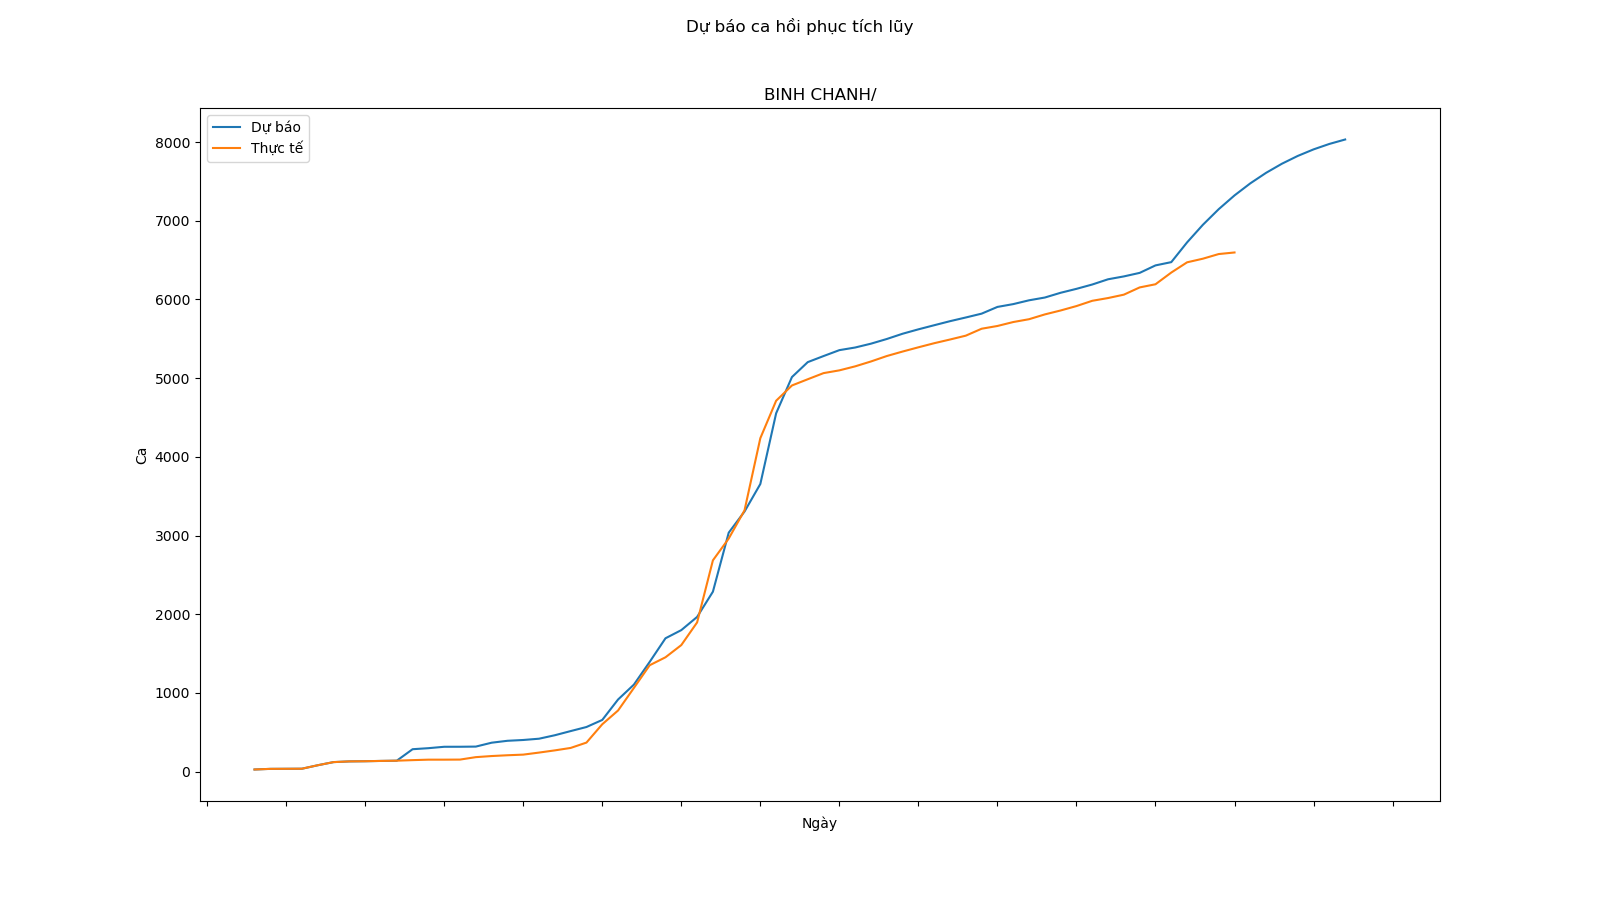 Dự báo ca hồi phục tích lũy
BINH CHANH/
Dự báo
Thực tế
8000
7000
6000
5000
4000
3000
2000
1000
0
Ca
Ngày